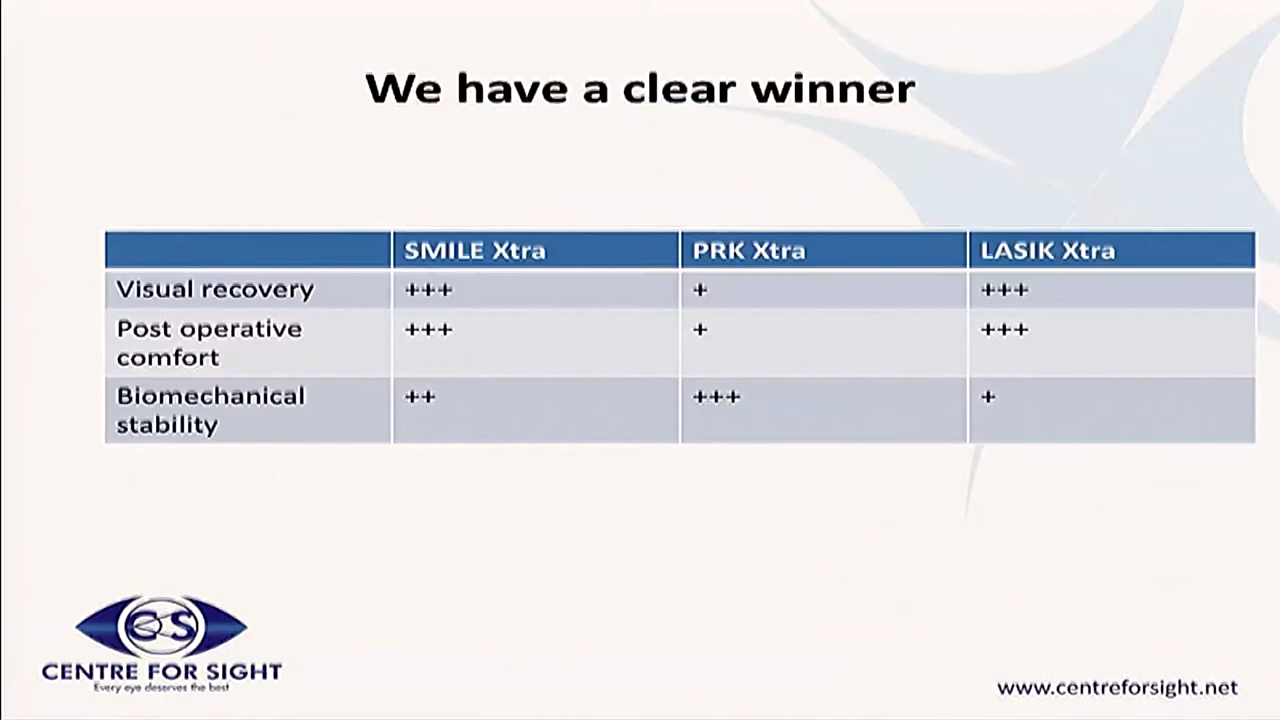 We have a clear winner
SMILE Xtra PRK Xtra LASIK Xtra
Visual recovery +++ + +++
Post operative
comfort +++ + +++
Biomechanical
stability ++ +++ +
CS
CENTRE FOR SIGHT
Every eye deserves the best
www.centreforsight.net